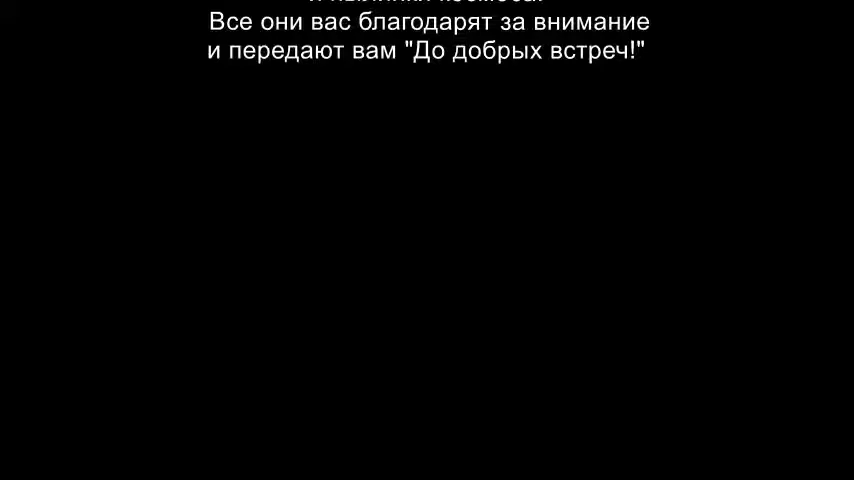 Все они вас благодарят за внимание
и передают вам "До добрых встреч!"